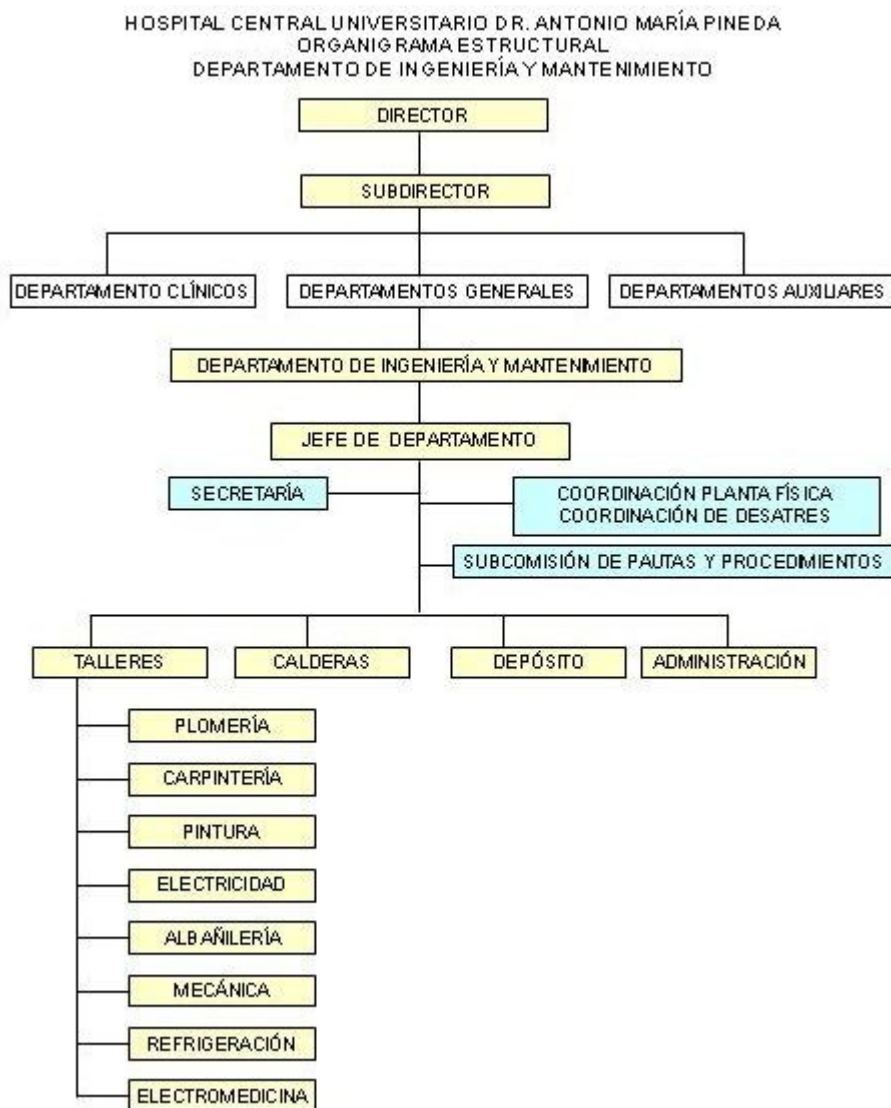 HOSPITAL CENTRAL UNIVERSITARIO DR. ANTONIO MARÍA PINEDA
ORGANIGRAMA ESTRUCTURAL
DEPARTAMENTO DE INGENIERÍA Y MANTENIMIENTO
DIRECTOR
SUBDIRECTOR
DEPARTAMENTO CLÍNICOS
DEPARTAMENTOS GENERALES
DEPARTAMENTOS AUXILIARES
DEPARTAMENTO DE INGENIERÍA Y MANTENIMIENTO
JEFE DE DEPARTAMENTO
SECRETARÍA
COORDINACIÓN PLANTA FÍSICA
COORDINACIÓN DE DESATRES
SUBCOMISIÓN DE PAUTAS Y PROCEDIMIENTOS
TALLERES
CALDERAS
DEPÓSITO
ADMINISTRACIÓN
PLOMERÍA
CARPINTERÍA
PINTURA
ELECTRICIDAD
ALBAÑILERÍA
MECÁNICA
REFRIGERACIÓN
ELECTROMEDICINA